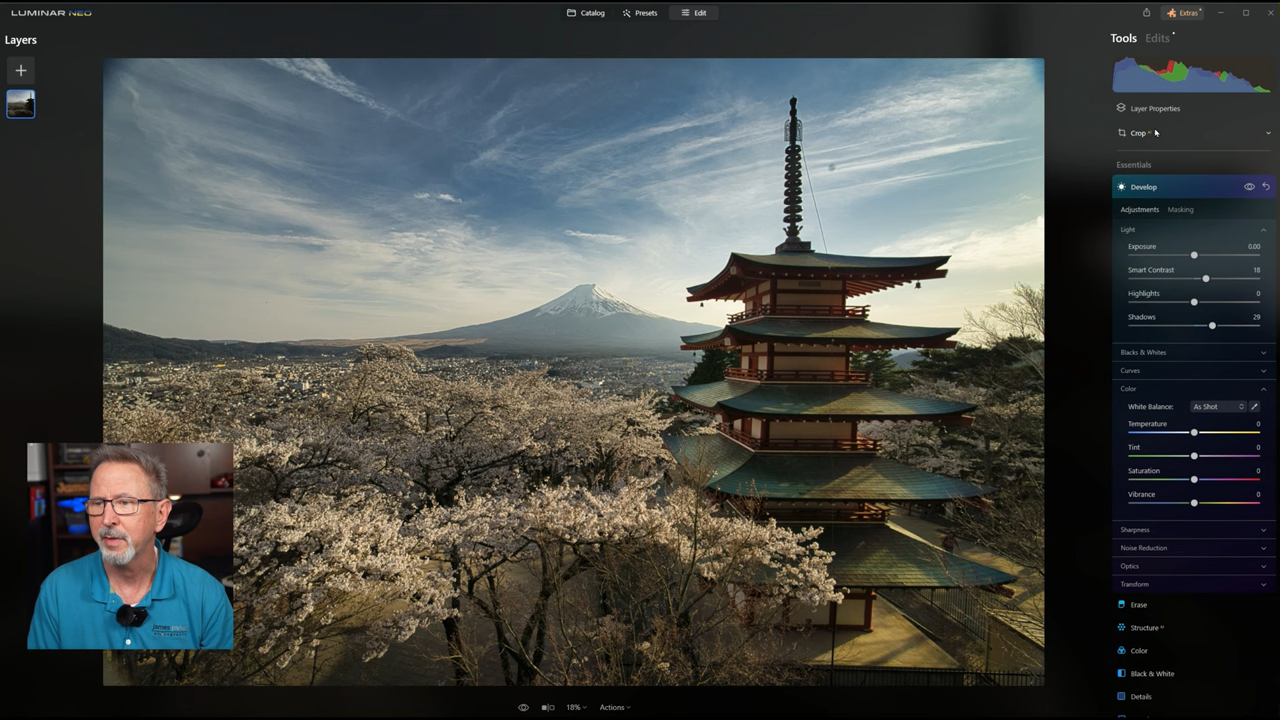 LUMINAR NEO
Catalog
Presets
Edit
Extras
Layers
Tools
Edits
Layer Properties
Crop AI
Essentials
Develop
Adjustments
Masking
Light
Exposure 0.00
Smart Contrast 18
Highlights 0
Shadows 29
Blacks & Whites
Curves
Color
White Balance: As Shot
Temperature 0
Tint 0
Saturation 0
Vibrance 0
Sharpness
Noise Reduction
Optics
Transform
Erase
Structure AI
Color
Black & White
Details
18%
Actions